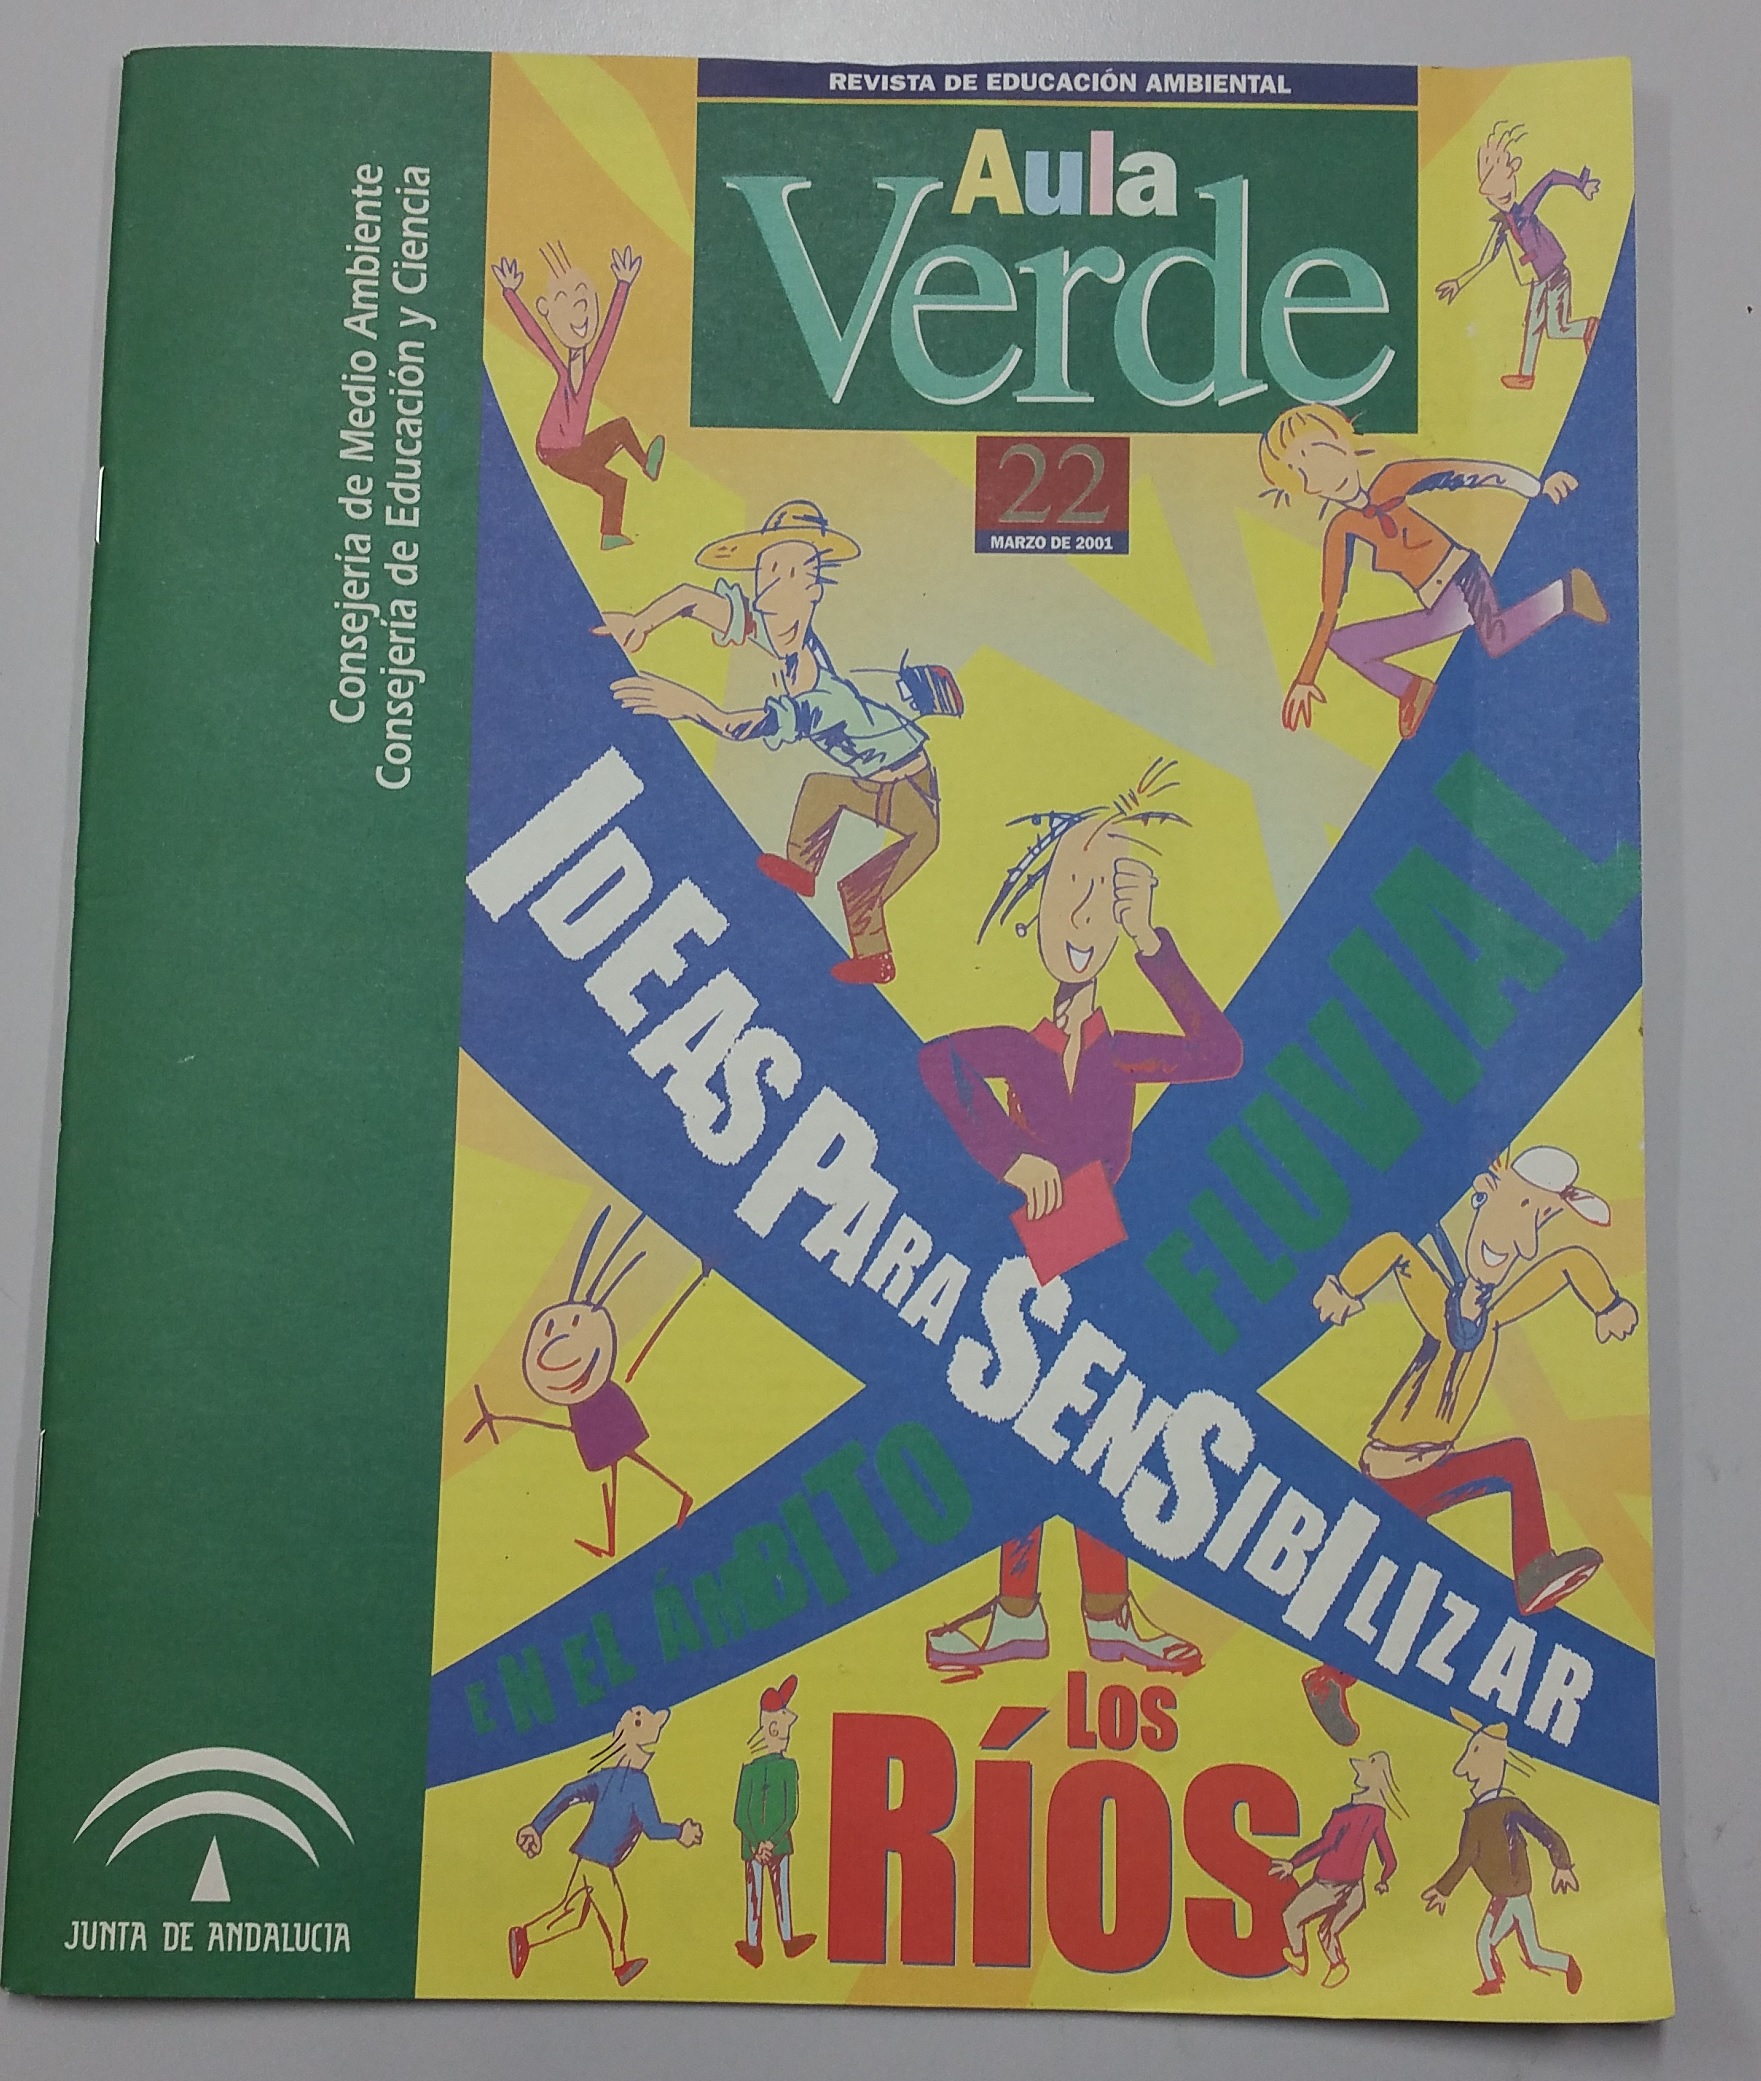 REVISTA DE EDUCACIÓN AMBIENTAL
Aula
Verde
22
MARZO DE 2001
Consejería de Medio Ambiente
Consejería de Educación y Ciencia
IDEAS PARA SENSIBILIZAR
EN EL ÁMBITO FLUVIAL
LOS
RÍOS
JUNTA DE ANDALUCIA